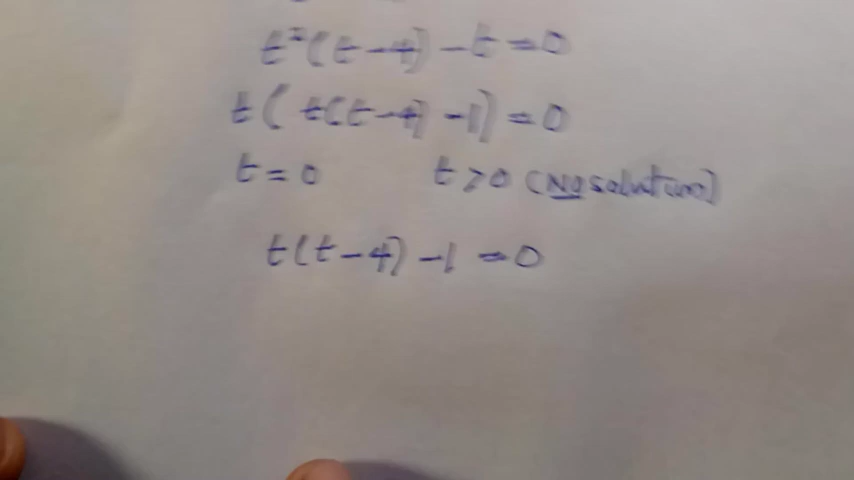 t²(t-4) -t=0
t( t(t-4) -1) = 0
t = 0 t>0 (No solution)
t(t-4) -1 =0